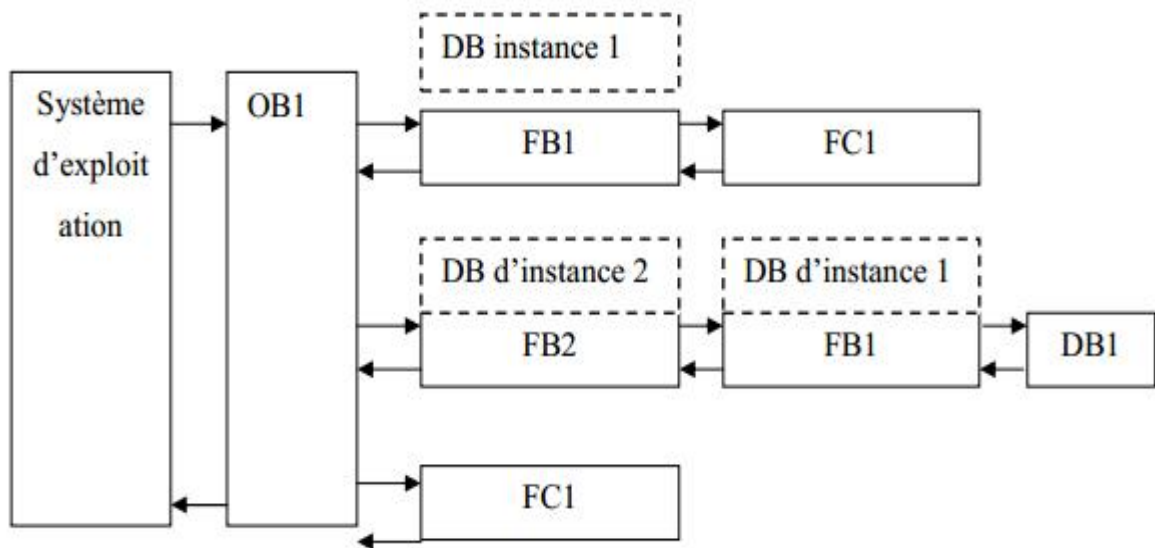 DB instance 1
Système
d'exploit
ation
OB1
FB1
FC1
DB d'instance 2
DB d'instance 1
FB2
FB1
DB1
FC1